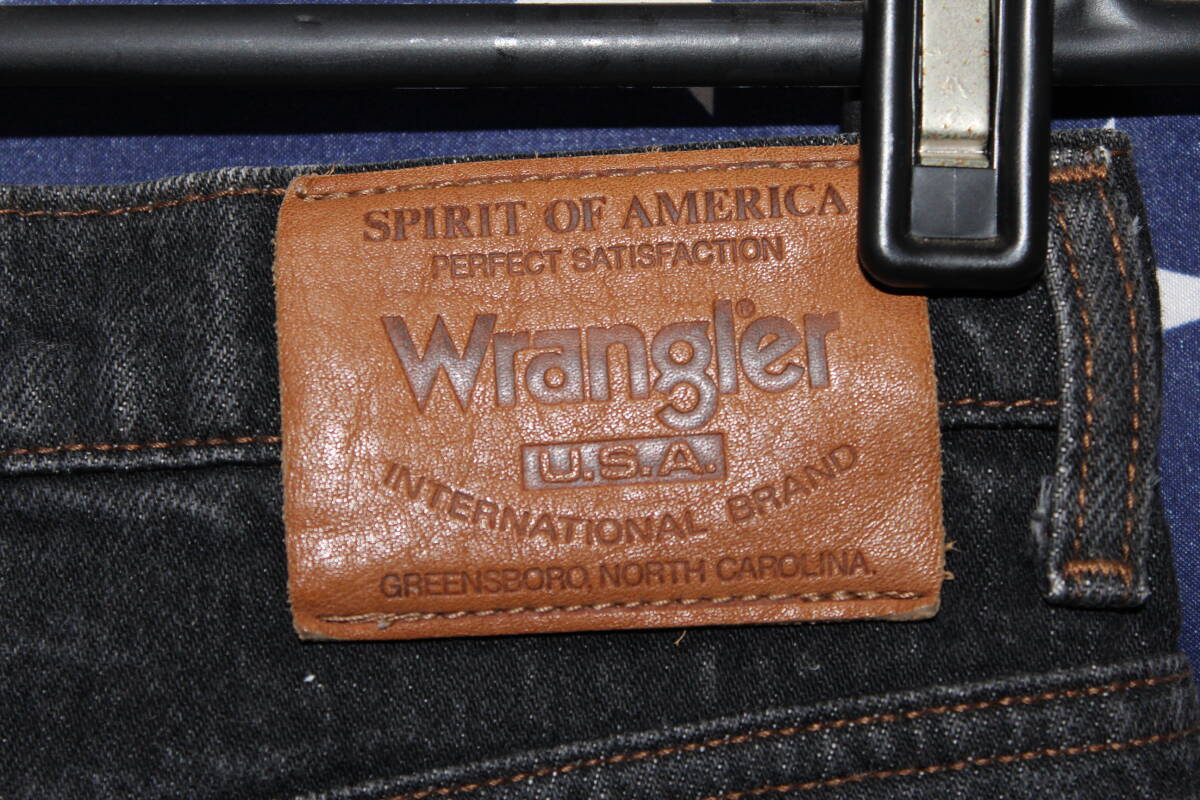 SPIRIT OF AMERICA
PERFECT SATISFACTION
Wrangler®
U.S.A.
INTERNATIONAL BRAND
GREENSBORO, NORTH CAROLINA.